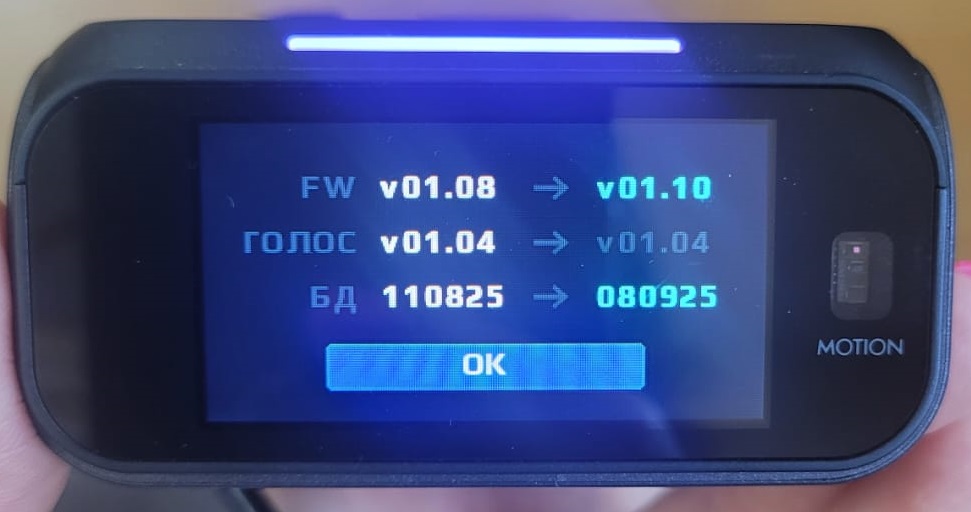 FW v01.08 → v01.10
ГОЛОС v01.04 → v01.04
БД 110825 → 080925
OK
MOTION